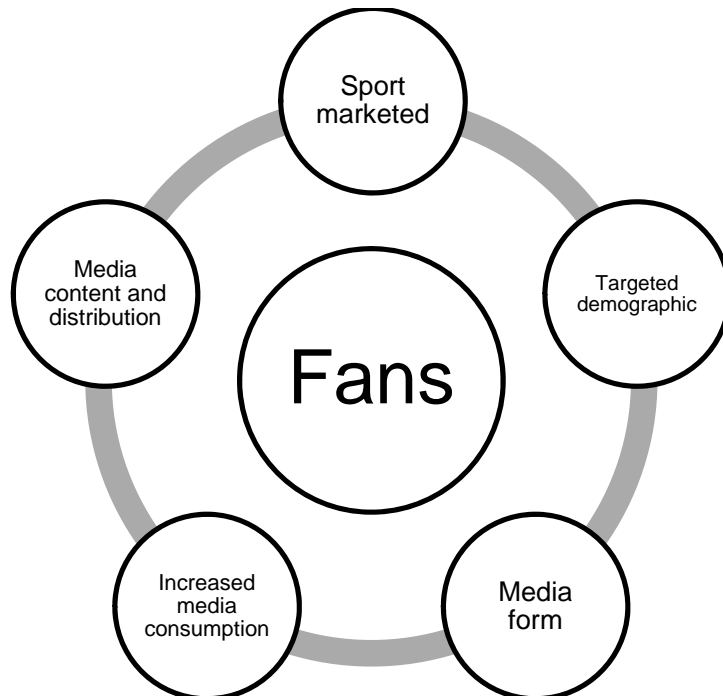 Sport
marketed
Targeted
demographic
Media
form
Increased
media
consumption
Media
content and
distribution
Fans